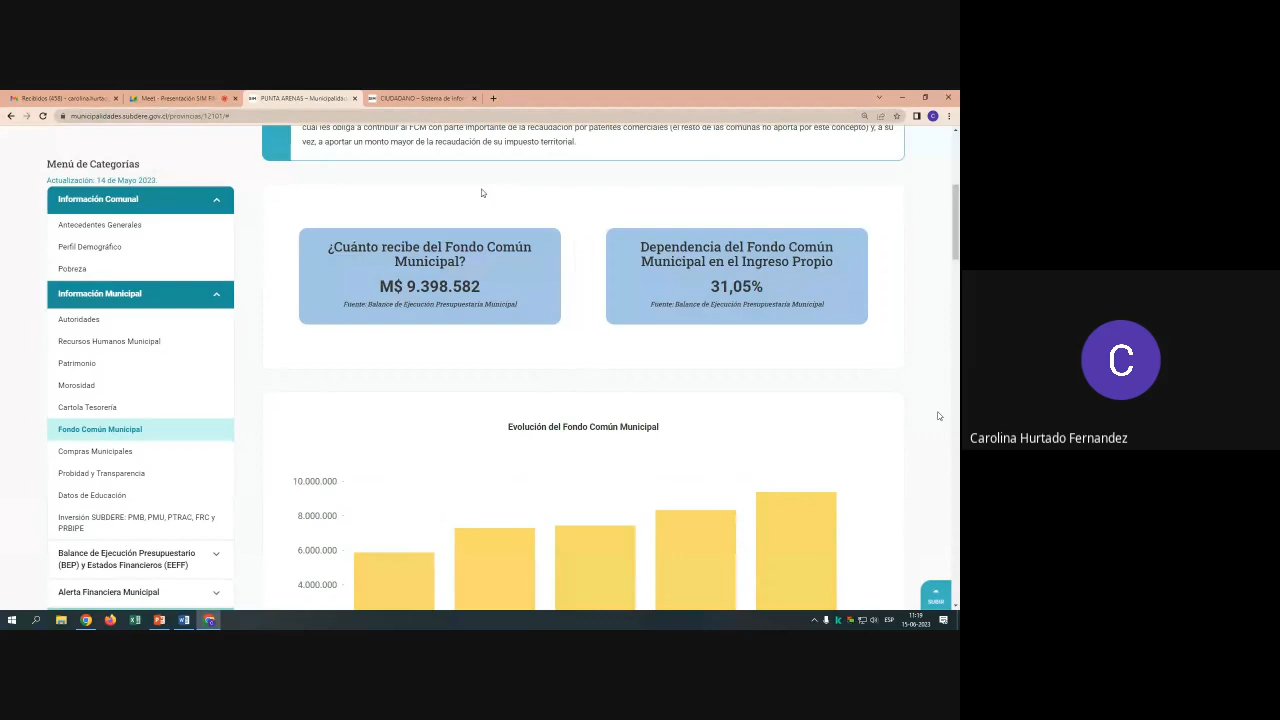 Recibidos (458) - carolina.hurta
Meet - Presentación SIM Fi
PUNTA ARENAS – Municipalida
CIUDADANO – Sistema de Infor
municipalidades.subdere.gov.cl/provincias/12101/#
cual les obliga a contribuir al FCM con parte importante de la recaudación por patentes comerciales (el resto de las comunas no aporta por este concepto) y, a su
vez, a aportar un monto mayor de la recaudación de su impuesto territorial.
Menú de Categorías
Actualización: 14 de Mayo 2023.
Información Comunal
Antecedentes Generales
Perfil Demográfico
Pobreza
Información Municipal
Autoridades
Recursos Humanos Municipal
Patrimonio
Morosidad
Cartola Tesorería
Fondo Común Municipal
Compras Municipales
Probidad y Transparencia
Datos de Educación
Inversión SUBDERE: PMB, PMU, PTRAC, FRC y
PRBIPE
Balance de Ejecución Presupuestario
(BEP) y Estados Financieros (EEFF)
Alerta Financiera Municipal
¿Cuánto recibe del Fondo Común
Municipal?
M$ 9.398.582
Fuente: Balance de Ejecución Presupuestaria Municipal
Dependencia del Fondo Común
Municipal en el Ingreso Propio
31,05%
Fuente: Balance de Ejecución Presupuestaria Municipal
Evolución del Fondo Común Municipal
10.000.000
8.000.000
6.000.000
4.000.000
SUBIR
ESP
11:19
15-06-2023
C
Carolina Hurtado Fernandez